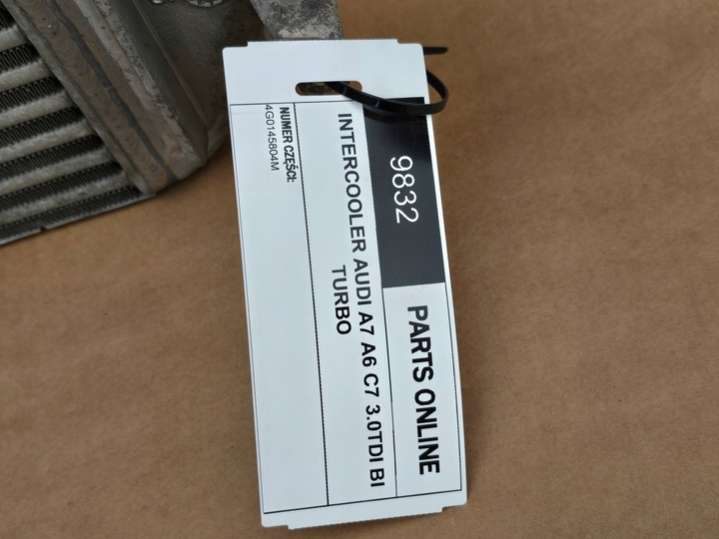 9832
PARTS ONLINE
INTERCOOLER AUDI A7 A6 C7 3.0TDI BI
TURBO
NUMER CZĘŚCI:
4G0145804M